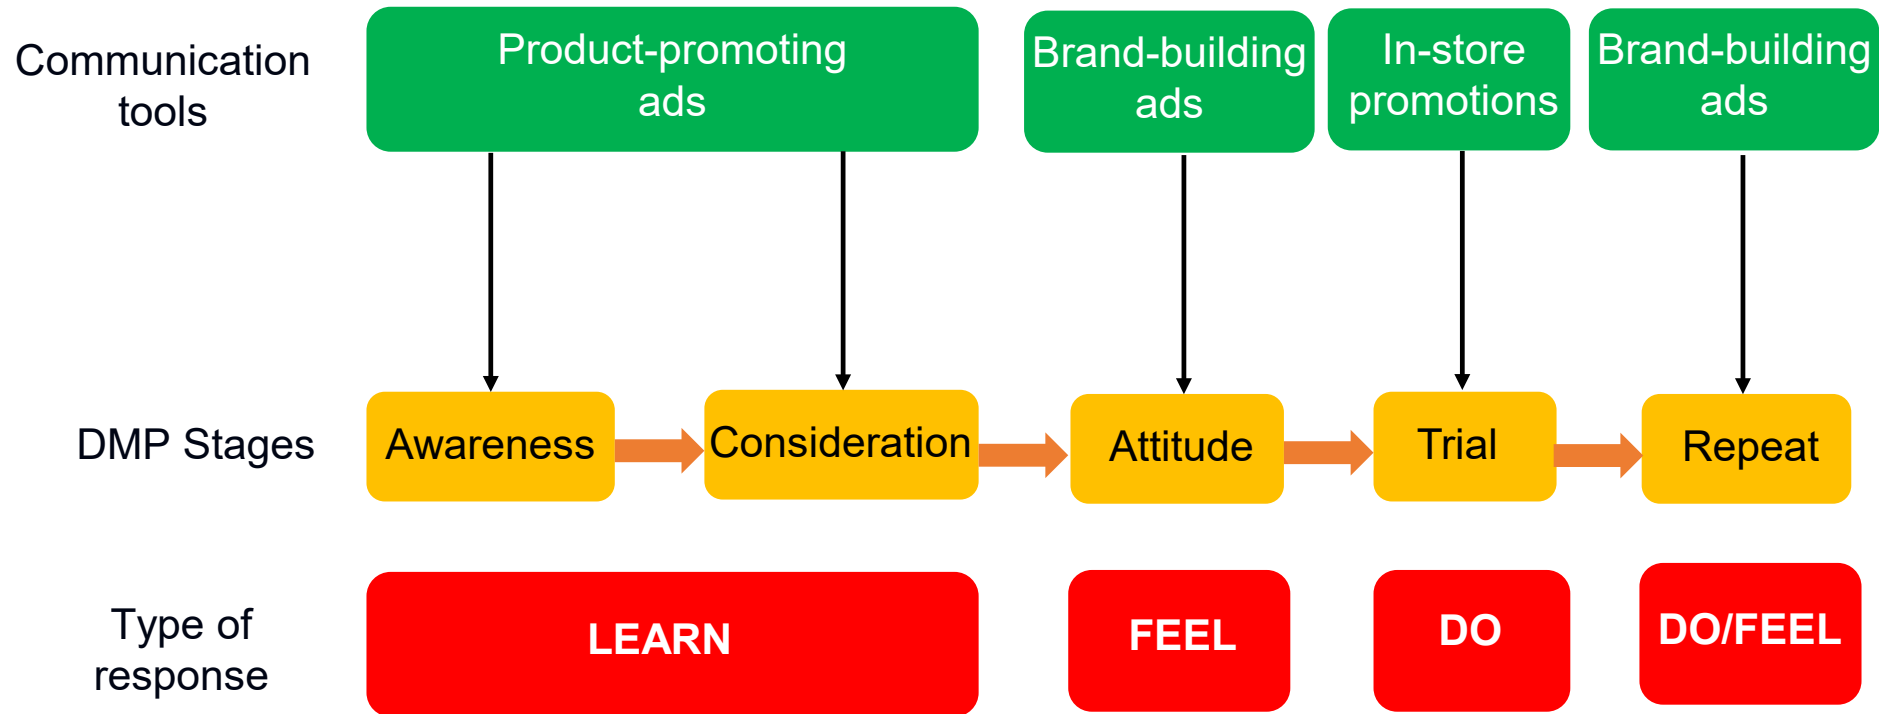 Communication
tools
Product-promoting
ads
Brand-building
ads
In-store
promotions
Brand-building
ads
DMP Stages
Awareness
Consideration
Attitude
Trial
Repeat
Type of
response
LEARN
FEEL
DO
DO/FEEL